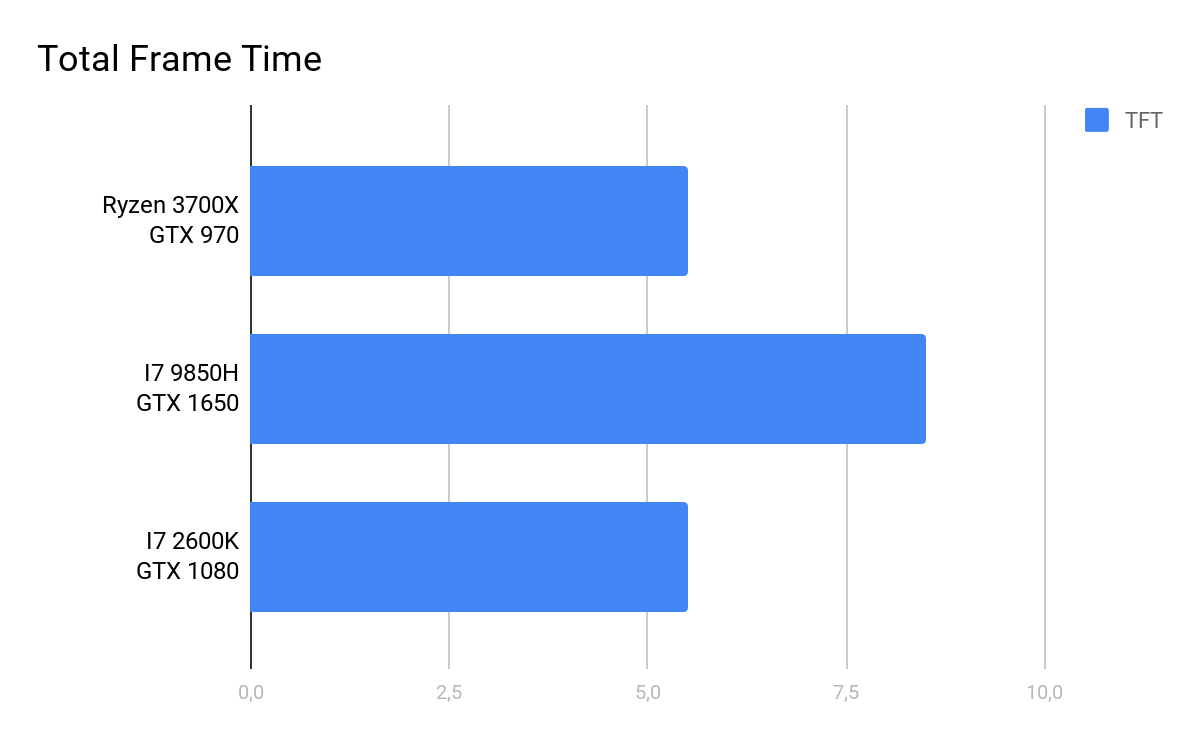 Total Frame Time
TFT
Ryzen 3700X
GTX 970
I7 9850H
GTX 1650
I7 2600K
GTX 1080
0,0
2,5
5,0
7,5
10,0